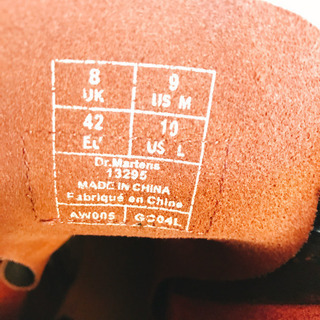 8 9
UK US M
42 10
EU US L
Dr.Martens
13295
MADE IN CHINA
Fabriqué en Chine
AW005 GC04L